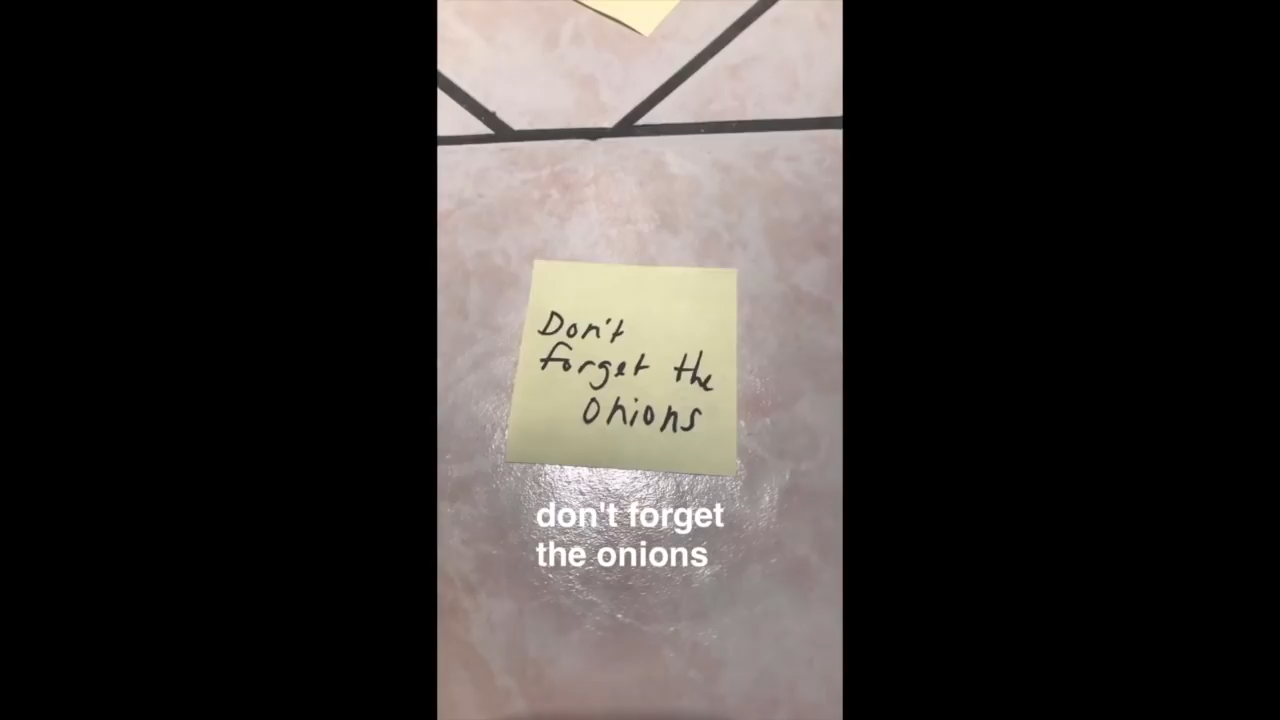 Don't
forget the
onions
don't forget
the onions